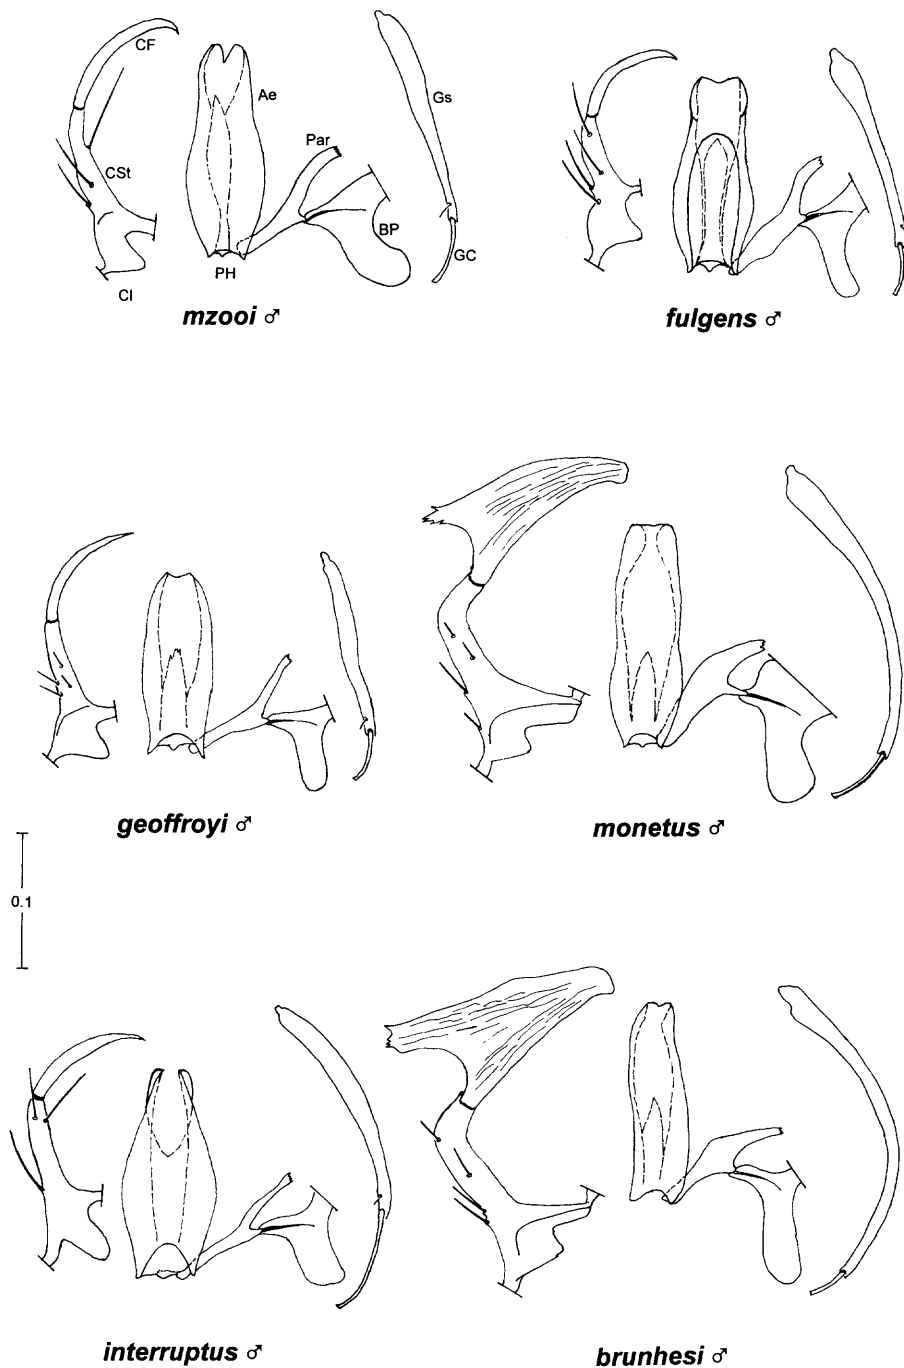 CF
Ae
Gs
Par
CSt
BP
GC
PH
Cl
mzooi ♂
fulgens ♂
geoffroyi ♂
monetus ♂
0.1
interruptus ♂
brunhesi ♂